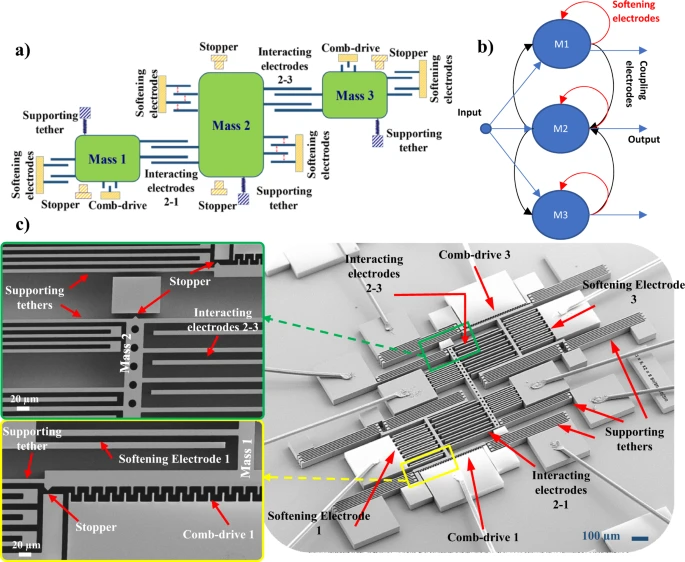 a)
Stopper
Interacting
electrodes
2-3
Comb-drive
Stopper
Softening
electrodes
Mass 3
Softening
electrodes
Supporting
tether
Mass 2
Supporting
tether
Mass 1
Softening
electrodes
Softening
electrodes
Stopper
Comb-drive
Interacting
electrodes
2-1
Stopper
Supporting
tether
b)
Softening
electrodes
M1
Coupling
electrodes
Input
M2
Output
M3
c)
Supporting
tethers
Stopper
Interacting
electrodes 2-3
Mass 2
20 μm
Supporting
tether
Softening Electrode 1
Mass 1
Stopper
Comb-drive 1
20 μm
Interacting
electrodes
2-3
Comb-drive 3
Softening Electrode
3
Supporting
tethers
Interacting
electrodes
2-1
Softening Electrode
1
Comb-drive 1
100 μm